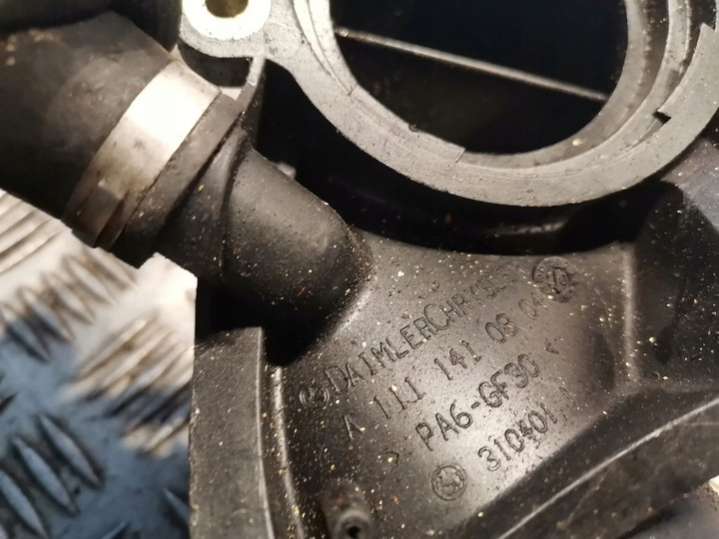 DAIMLERCHRYSLER
A 111 141 08 04
> PA6-GF30 <
310401